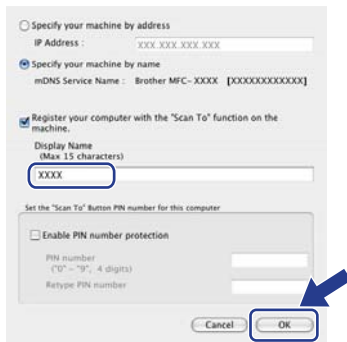 Specify your machine by address
IP Address : XXX.XXX.XXX.XXX
Specify your machine by name
mDNS Service Name : Brother MFC-XXXX [XXXXXXXXXXXX]
Register your computer with the "Scan To" function on the
machine.
Display Name
(Max 15 characters)
XXXX
Set the "Scan To" Button PIN number for this computer
Enable PIN number protection
PIN number
("0" - "9", 4 digits)
Retype PIN number
Cancel OK